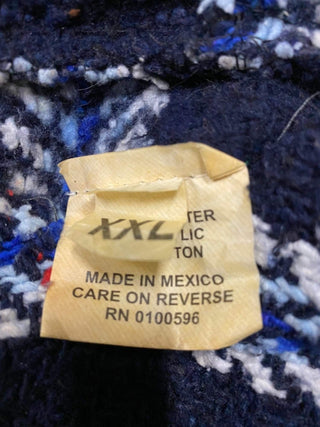 XXL
TER
LIC
TON
MADE IN MEXICO
CARE ON REVERSE
RN 0100596